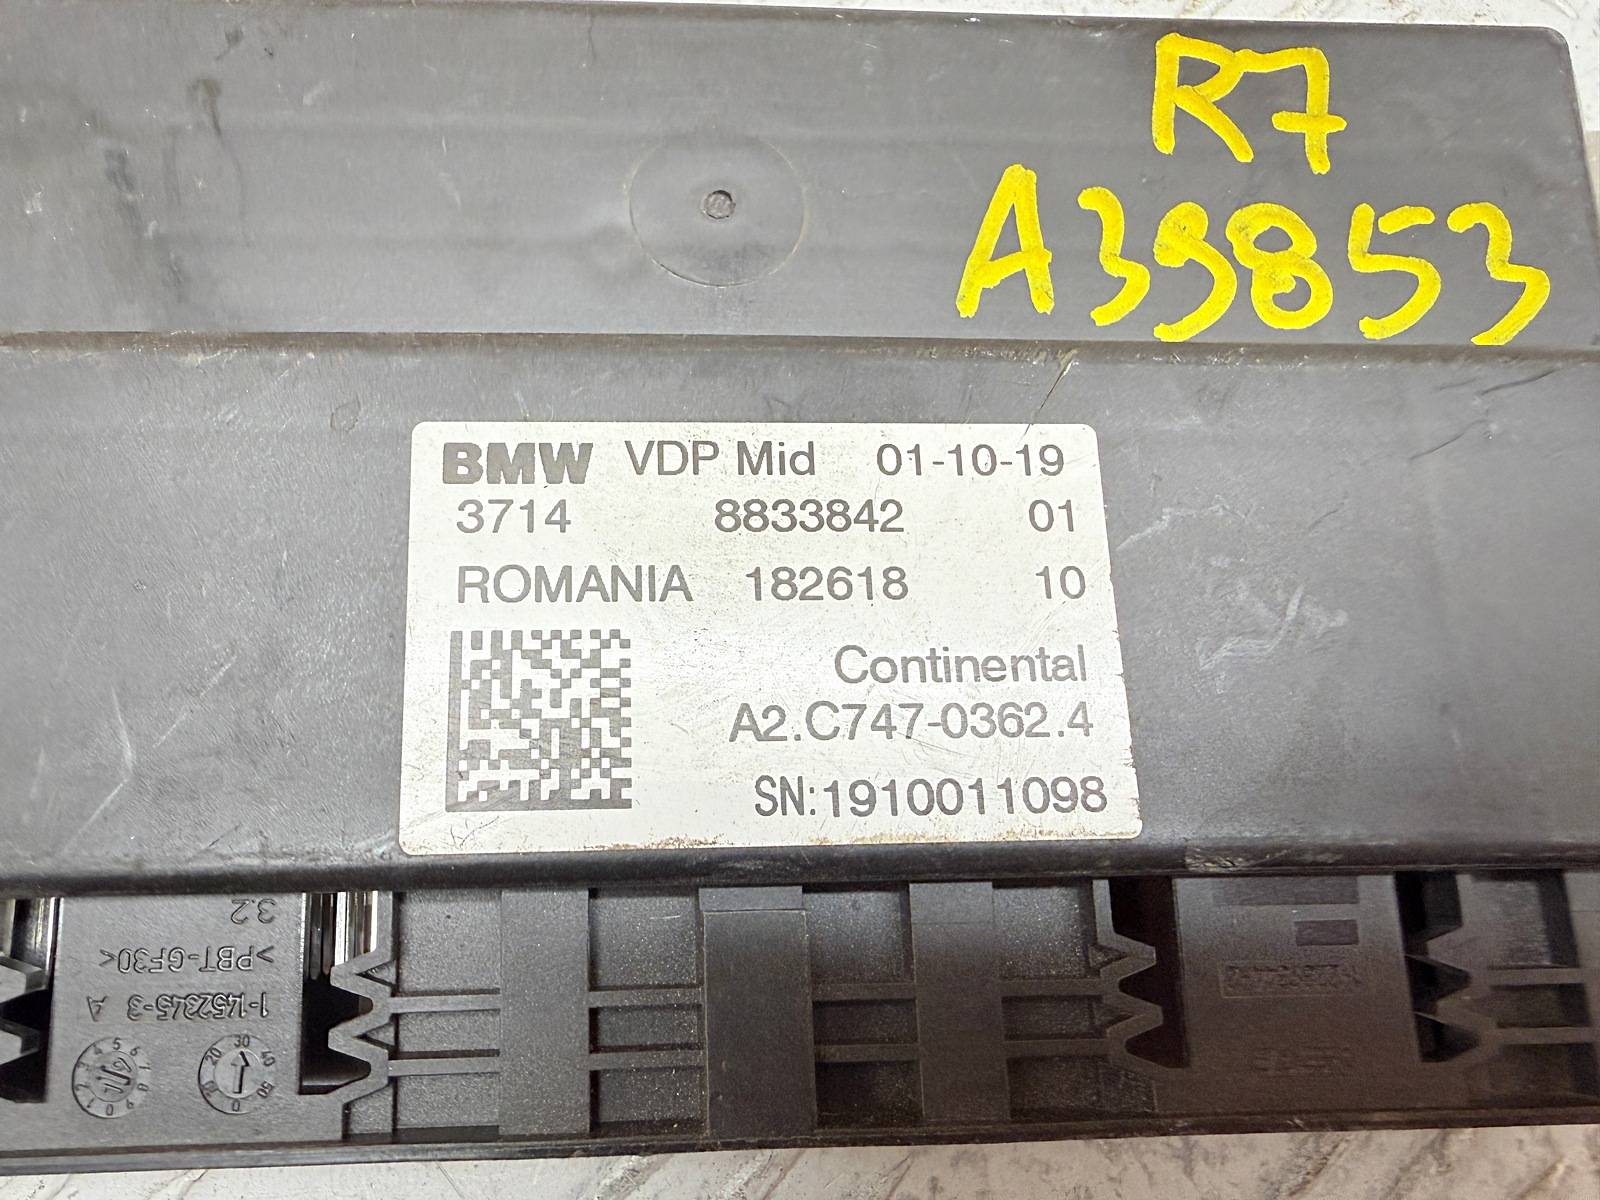 R7
A39853
BMW VDP Mid 01-10-19
3714 8833842 01
ROMANIA 182618 10
Continental
A2.C747-0362.4
SN:1910011098
3.2
>PBT-GF30<
1-1452345-3 A